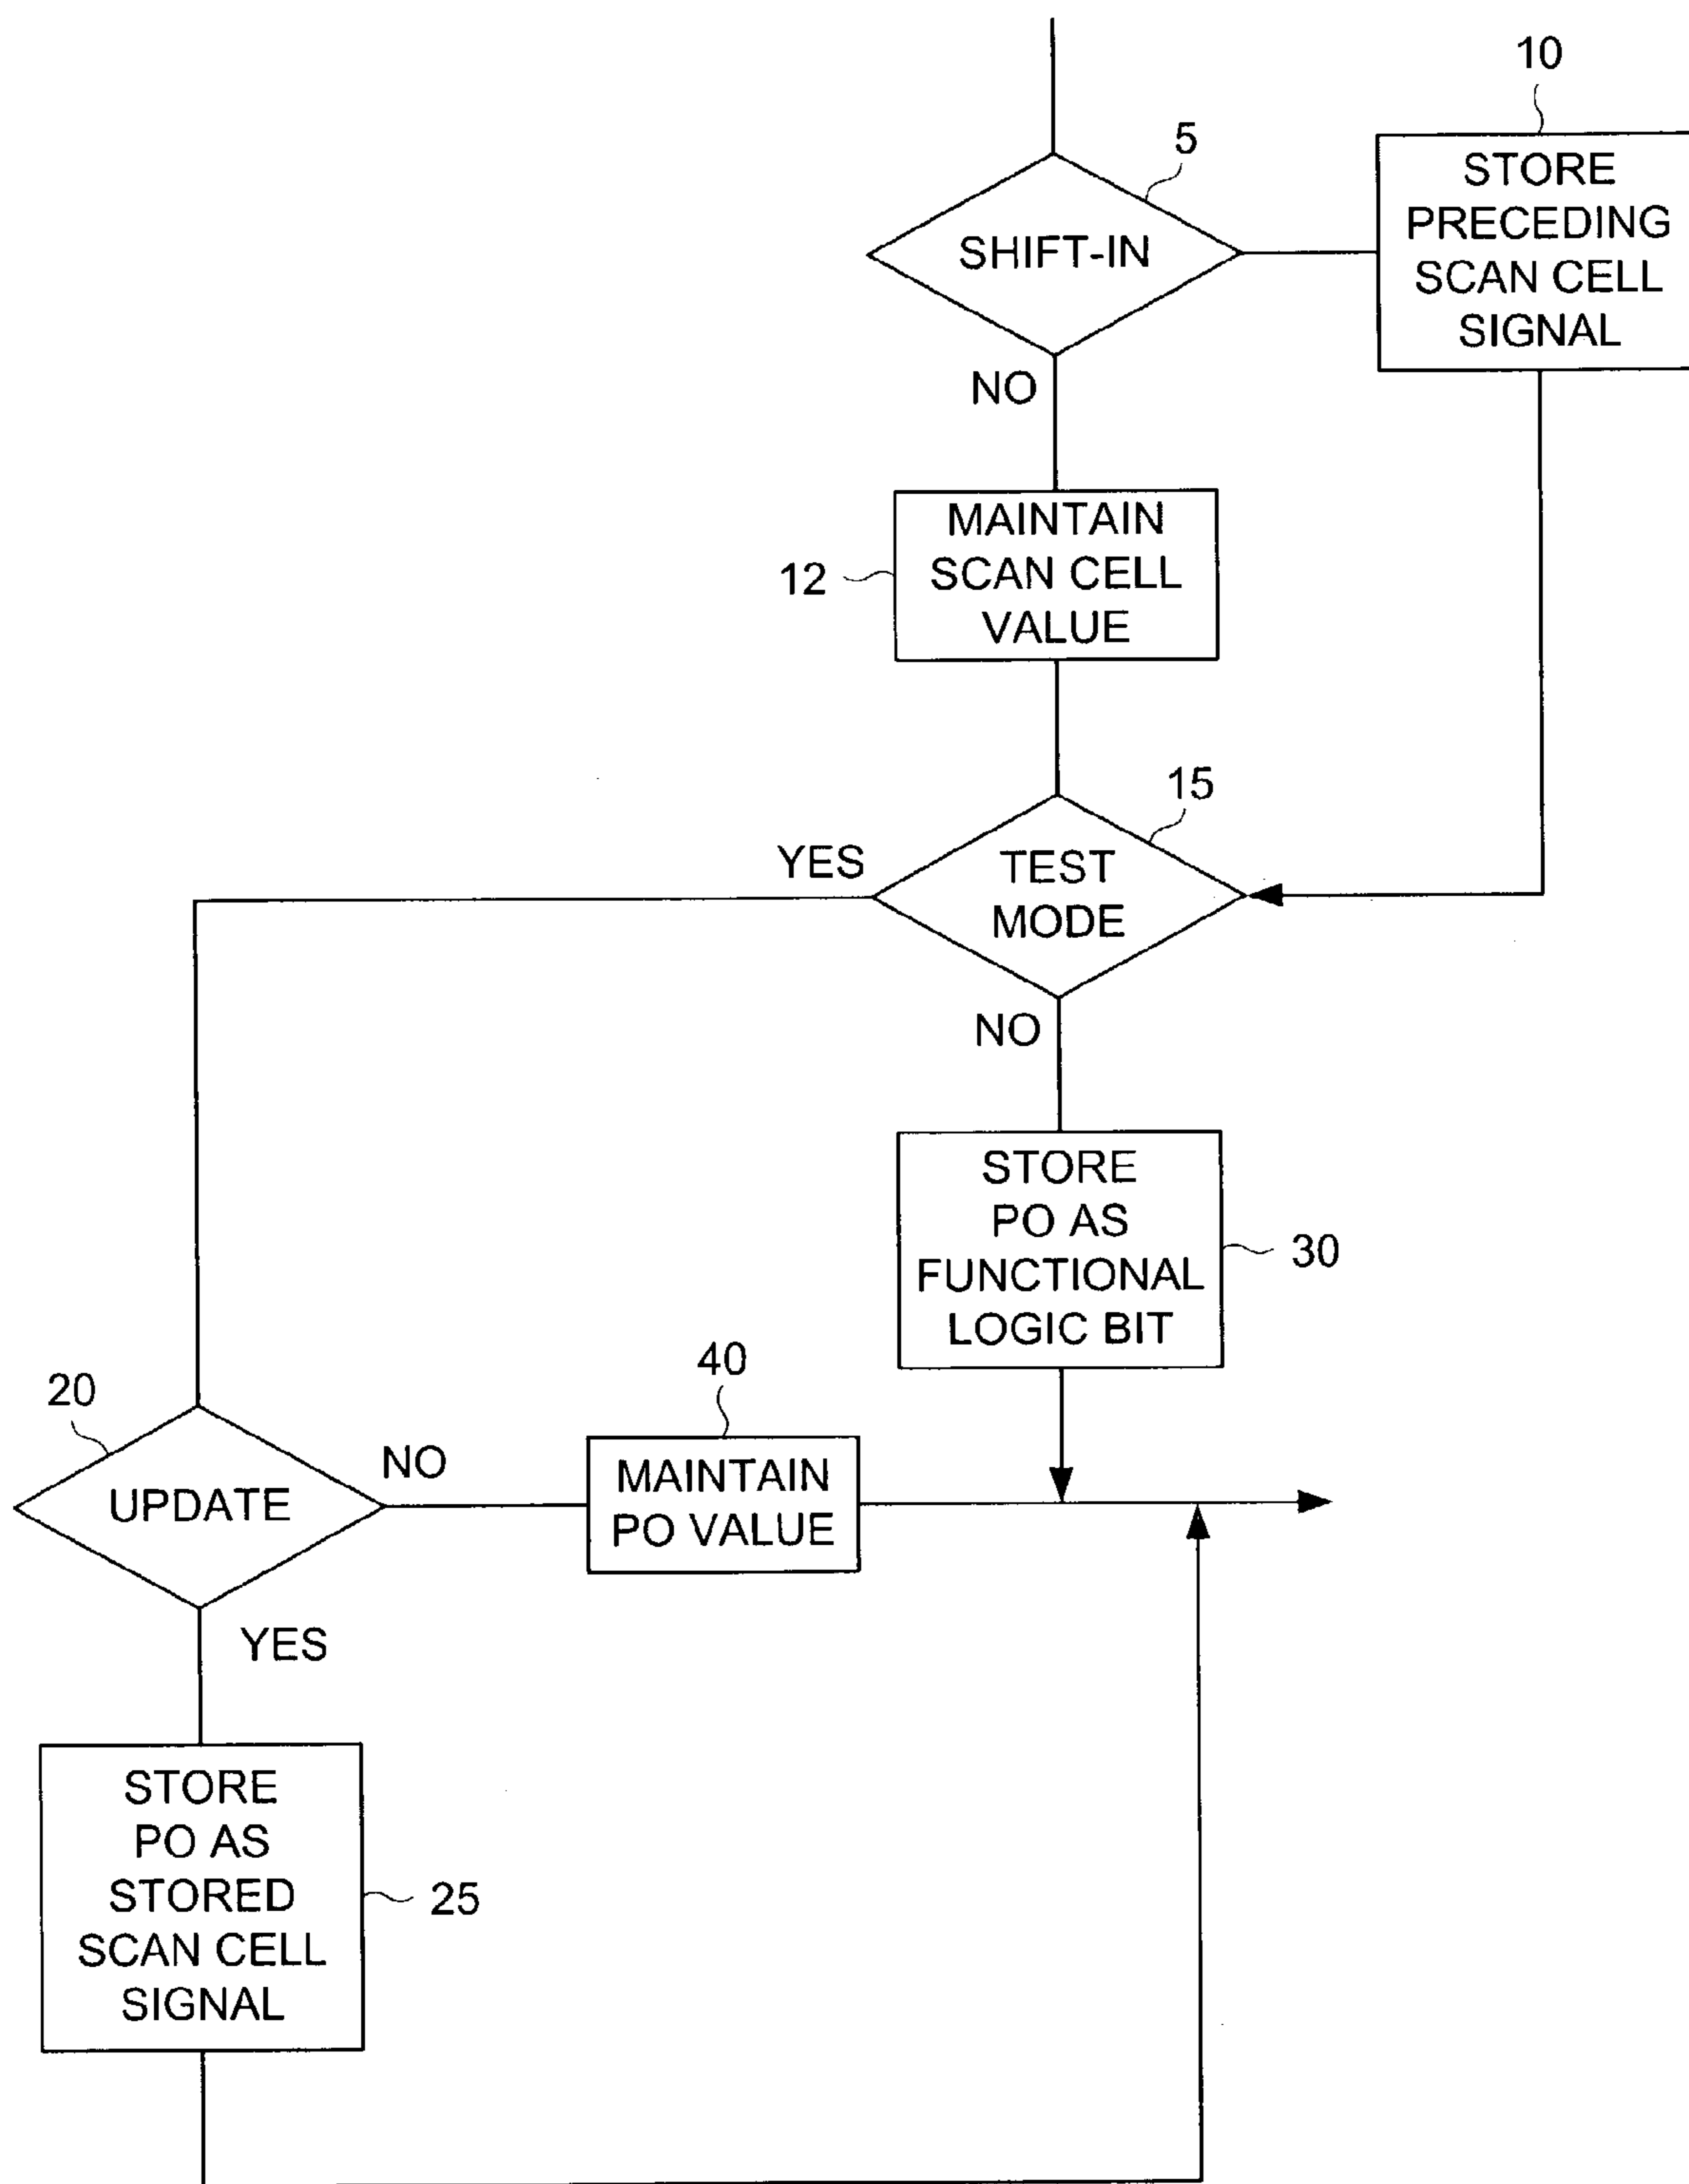 10
5
STORE
PRECEDING
SCAN CELL
SIGNAL
SHIFT-IN
NO
12
MAINTAIN
SCAN CELL
VALUE
15
YES
TEST
MODE
NO
STORE
PO AS
FUNCTIONAL
LOGIC BIT
30
20
UPDATE
NO
40
MAINTAIN
PO VALUE
YES
STORE
PO AS
STORED
SCAN CELL
SIGNAL
25